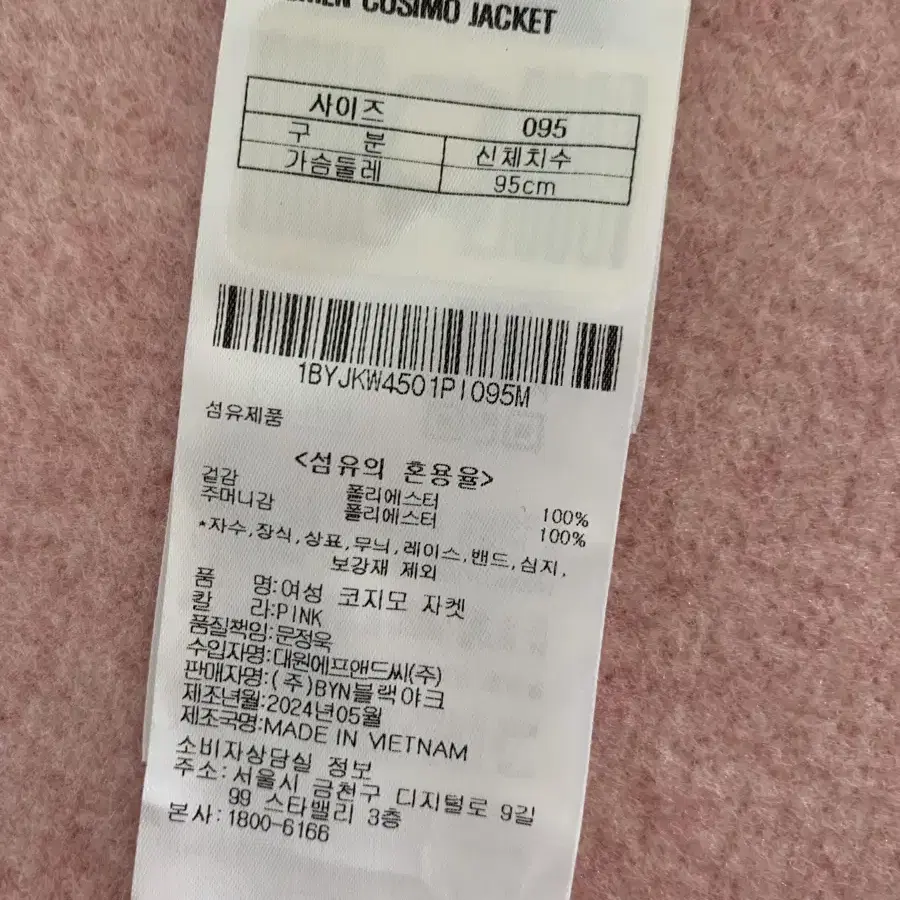 COSIMO JACKET
사이즈 095
구 분 신체치수
가슴둘레 95cm
1BYJKW4501PI095M
섬유제품
<섬유의 혼용율>
겉감 폴리에스터 100%
주머니감 폴리에스터 100%
*자수,장식,상표,무늬,레이스,밴드,심지,
보강재 제외
품 명:여성 코지모 자켓
칼 라:PINK
품질책임:문정욱
수입자명:대원에프앤드씨(주)
판매자명:(주)BYN블랙야크
제조년월:2024년05월
제조국명:MADE IN VIETNAM
소비자상담실 정보
주소:서울시 금천구 디지털로 9길
99 스타밸리 3층
본사:1800-6166